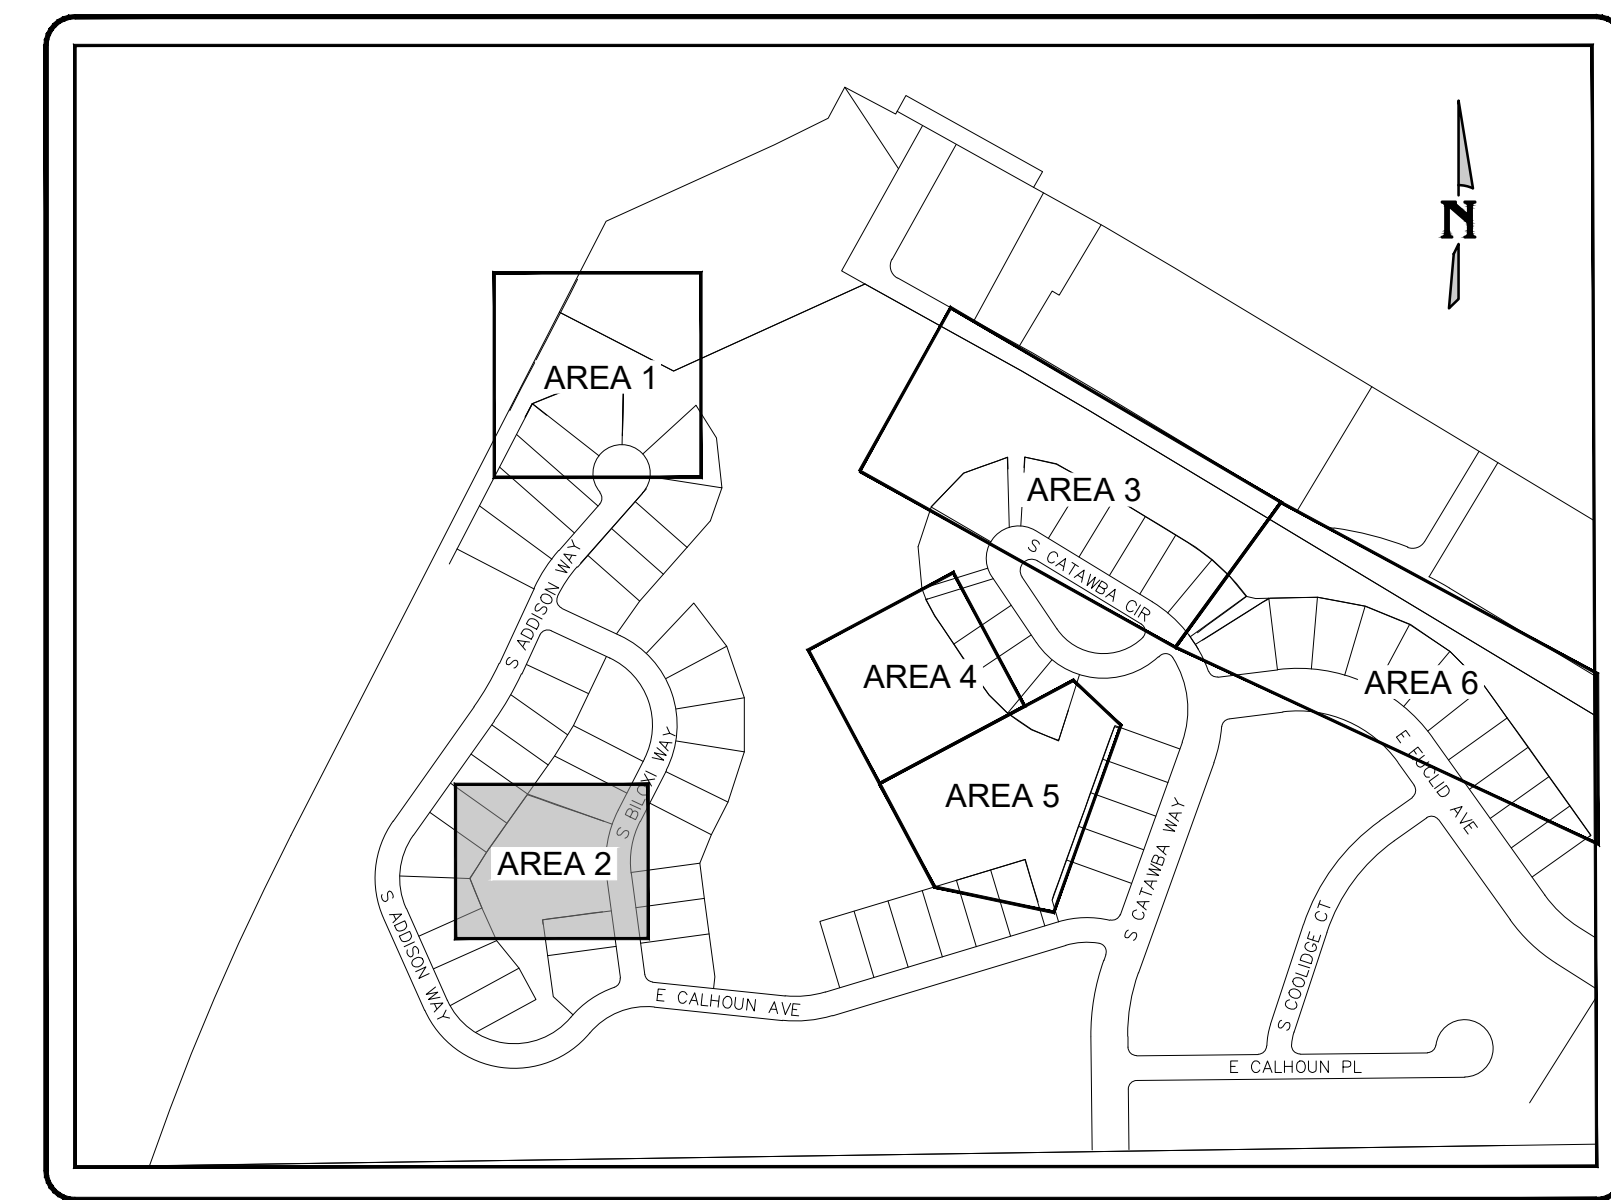 N
AREA 1
AREA 3
S CATAWBA CIR
S ADDISON WAY
AREA 4
AREA 6
S BILOXI WAY
E EUCLID AVE
AREA 5
AREA 2
S CATAWBA WAY
S ADDISON WAY
S COOLIDGE CT
E CALHOUN AVE
E CALHOUN PL